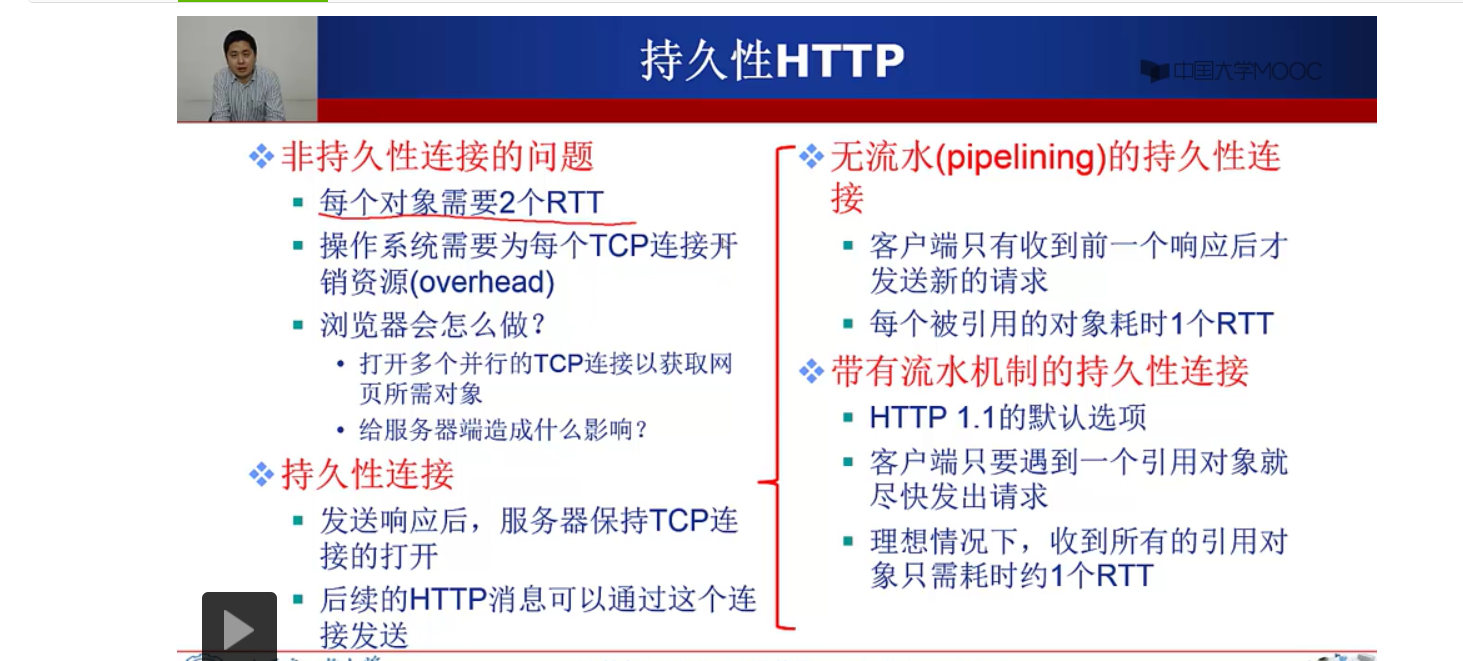 持久性HTTP
中国大学MOOC
非持久性连接的问题
每个对象需要2个RTT
操作系统需要为每个TCP连接开
销资源(overhead)
浏览器会怎么做?
打开多个并行的TCP连接以获取网
页所需对象
给服务器端造成什么影响?
持久性连接
发送响应后，服务器保持TCP连
接的打开
后续的HTTP消息可以通过这个连
接发送
无流水(pipelining)的持久性连
接
客户端只有收到前一个响应后才
发送新的请求
每个被引用的对象耗时1个RTT
带有流水机制的持久性连接
HTTP 1.1的默认选项
客户端只要遇到一个引用对象就
尽快发出请求
理想情况下，收到所有的引用对
象只需耗时约1个RTT